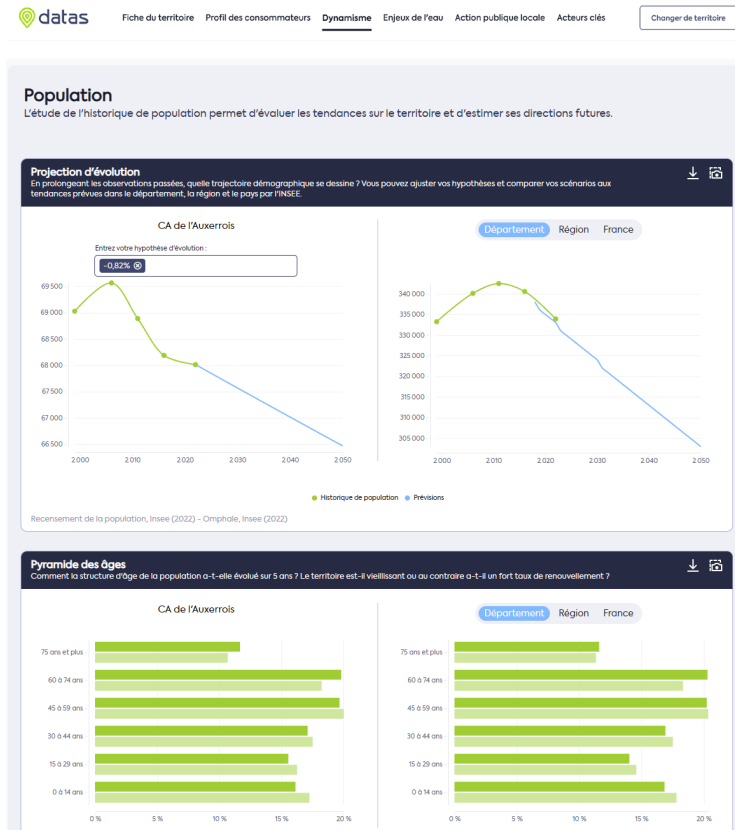 datas
Fiche du territoire Profil des consommateurs Dynamisme Enjeux de l'eau Action publique locale Acteurs clés Changer de territoire
Population
L'étude de l'historique de population permet d'évaluer les tendances sur le territoire et d'estimer ses directions futures.
Projection d'évolution
En prolongeant les observations passées, quelle trajectoire démographique se dessine ? Vous pouvez ajuster vos hypothèses et comparer vos scénarios aux
tendances prévues dans le département, la région et le pays par l'INSEE.
CA de l'Auxerrois
Entrez votre hypothèse d'évolution :
-0,82%
69 500
69 000
68 500
68 000
67 500
67 000
66 500
2 000 2 010 2 020 2 030 2 040 2 050
Département Région France
340 000
335 000
330 000
325 000
320 000
315 000
310 000
305 000
2 000 2 010 2 020 2 030 2 040 2 050
Historique de population Prévisions
Recensement de la population, Insee (2022) - Omphale, Insee (2022)
Pyramide des âges
Comment la structure d'âge de la population a-t-elle évolué sur 5 ans ? Le territoire est-il vieillissant ou au contraire a-t-il un fort taux de renouvellement ?
CA de l'Auxerrois
75 ans et plus
60 à 74 ans
45 à 59 ans
30 à 44 ans
15 à 29 ans
0 à 14 ans
0 % 5 % 10 % 15 % 20 %
Département Région France
75 ans et plus
60 à 74 ans
45 à 59 ans
30 à 44 ans
15 à 29 ans
0 à 14 ans
0 % 5 % 10 % 15 % 20 %